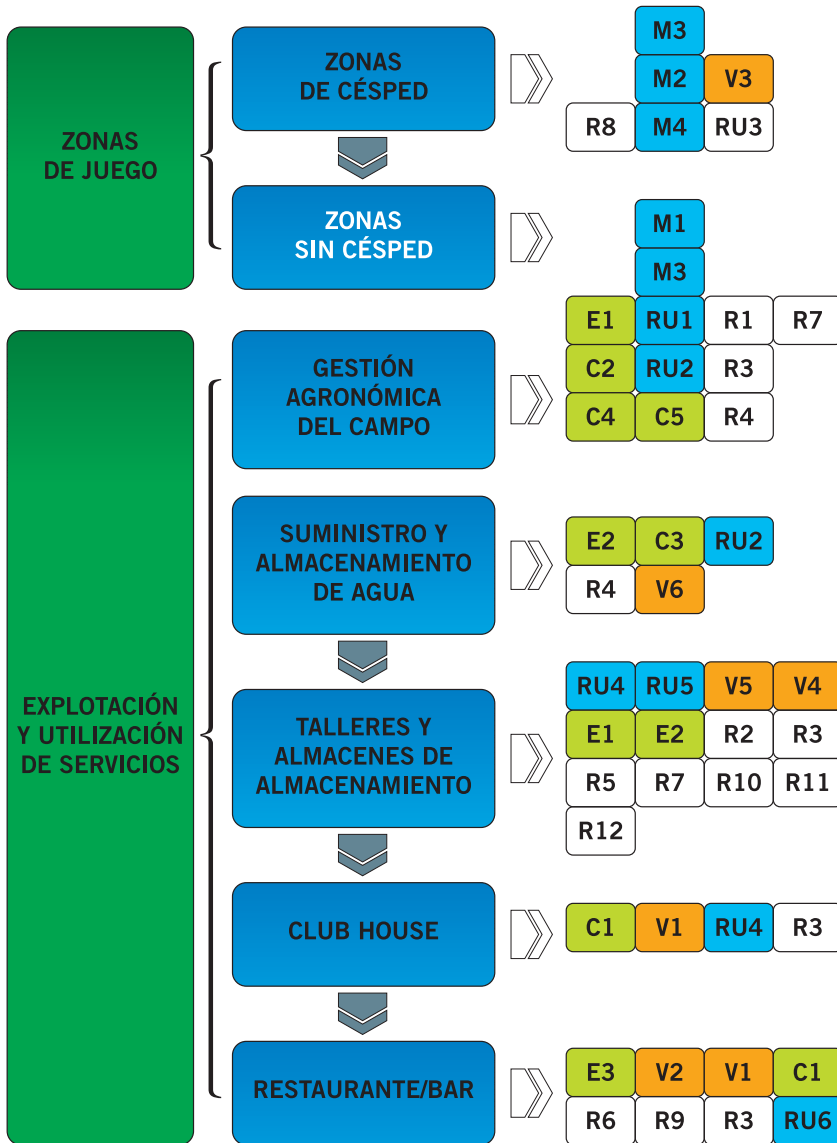 ZONAS
DE JUEGO
ZONAS
DE CÉSPED
M3
M2 V3
R8 M4 RU3
ZONAS
SIN CÉSPED
M1
M3
EXPLOTACIÓN
Y UTILIZACIÓN
DE SERVICIOS
GESTIÓN
AGRONÓMICA
DEL CAMPO
E1 RU1 R1 R7
C2 RU2 R3
C4 C5 R4
SUMINISTRO Y
ALMACENAMIENTO
DE AGUA
E2 C3 RU2
R4 V6
TALLERES Y
ALMACENES DE
ALMACENAMIENTO
RU4 RU5 V5 V4
E1 E2 R2 R3
R5 R7 R10 R11
R12
CLUB HOUSE
C1 V1 RU4 R3
RESTAURANTE/BAR
E3 V2 V1 C1
R6 R9 R3 RU6